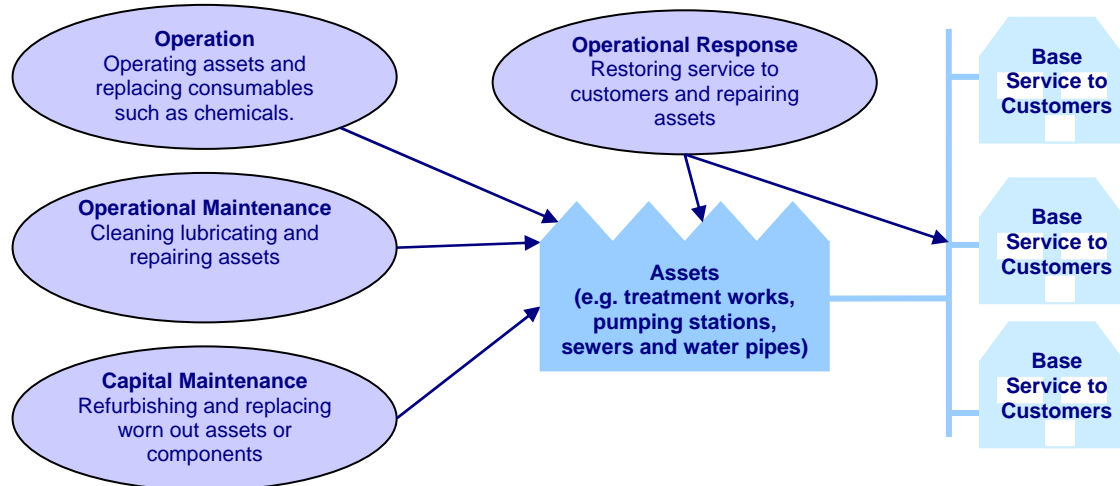 Operation
Operating assets and
replacing consumables
such as chemicals.
Operational Response
Restoring service to
customers and repairing
assets
Base
Service to
Customers
Operational Maintenance
Cleaning lubricating and
repairing assets
Assets
(e.g. treatment works,
pumping stations,
sewers and water pipes)
Base
Service to
Customers
Capital Maintenance
Refurbishing and replacing
worn out assets or
components
Base
Service to
Customers